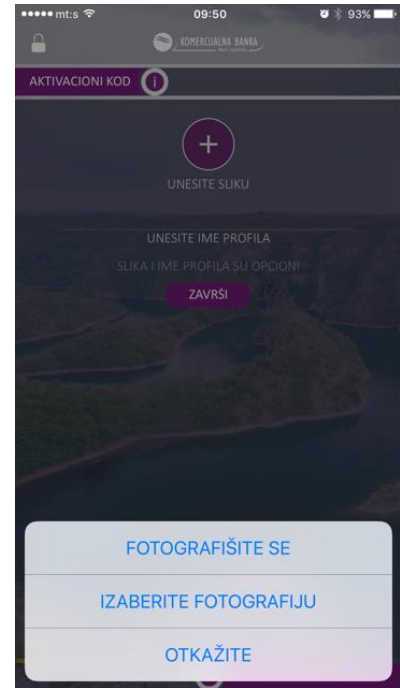 mt:s 09:50 93%
KOMERCIJALNA BANKA
AKTIVACIONI KOD i
UNESITE SLIKU
UNESITE IME PROFILA
SLIKA I IME PROFILA SU OPCIONI
ZAVRŠI
FOTOGRAFIŠITE SE
IZABERITE FOTOGRAFIJU
OTKAŽITE